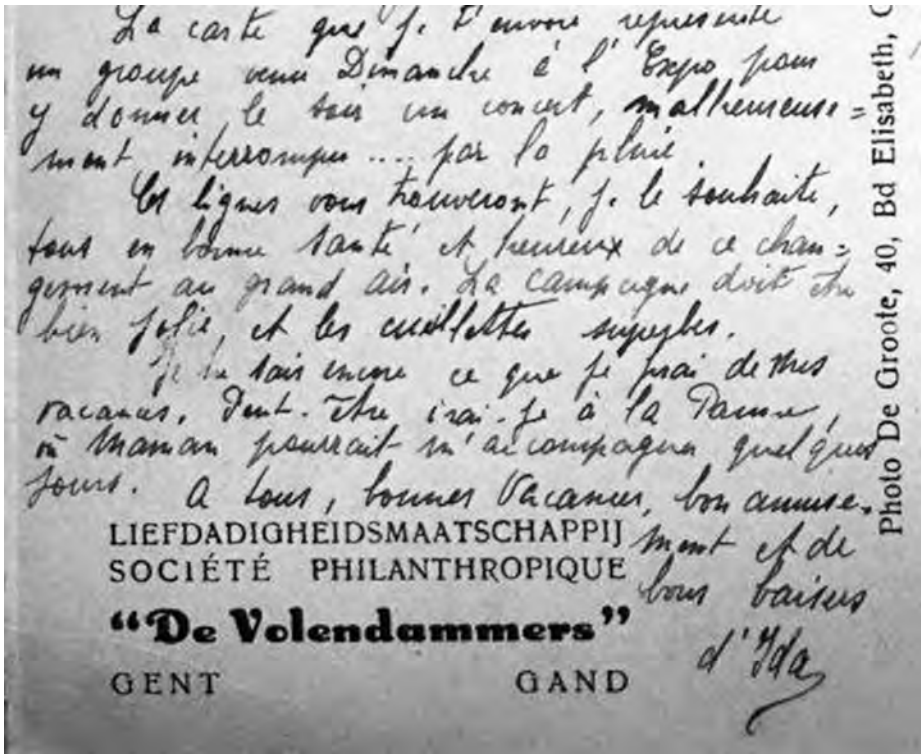 La carte que je t'envoie représente
un groupe venu Dimanche à l'Expo pour
y donner le soir un concert, malheureuse=
ment interrompu .... par la pluie.
Ces lignes vous trouveront, je le souhaite,
tous en bonne santé et heureux de ce chan=
gement au grand air. La campagne doit être
bien jolie, et les cueillettes superbes.
Je ne sais encore ce que je ferai de mes
vacances. Peut-être irai-je à la Panne,
où Maman pourrait m'accompagner quelques
jours. A tous, bonnes Vacances, bon amuse-
ment et de
bons baisers
d'Ida
LIEFDADIGHEIDSMAATSCHAPPIJ
SOCIÉTÉ PHILANTHROPIQUE
"De Volendammers"
GENT GAND
Photo De Groote, 40, Bd Elisabeth,